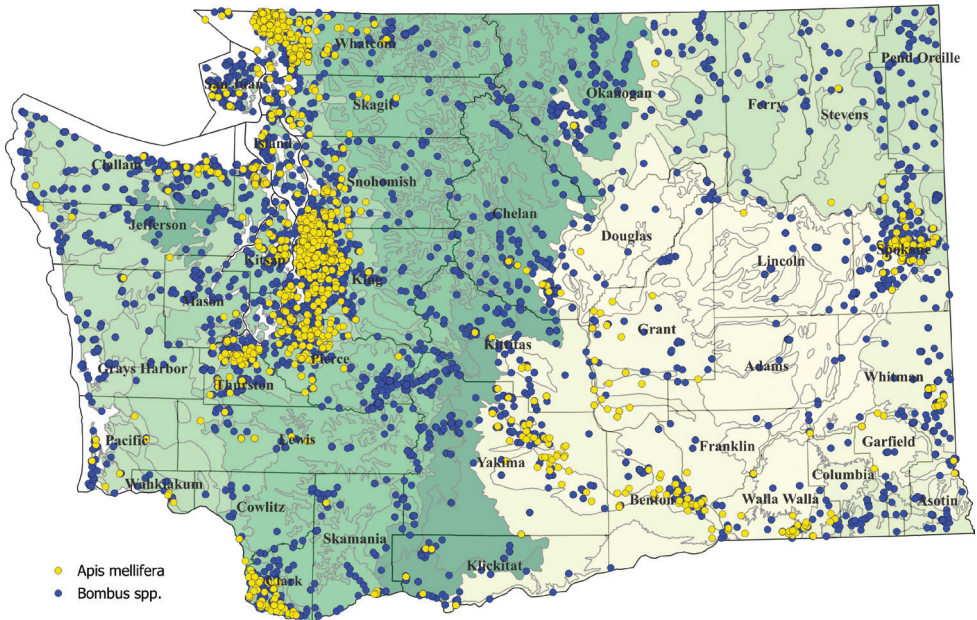 Whatcom
Pend Oreille
San Juan
Okanogan
Skagit
Ferry
Stevens
Island
Clallam
Snohomish
Chelan
Jefferson
Douglas
Spokane
Kitsap
Lincoln
King
Mason
Grant
Kittitas
Pierce
Grays Harbor
Adams
Thurston
Whitman
Pacific
Lewis
Franklin
Garfield
Yakima
Columbia
Wahkiakum
Benton
Walla Walla
Asotin
Cowlitz
Skamania
Klickitat
Clark
Apis mellifera
Bombus spp.